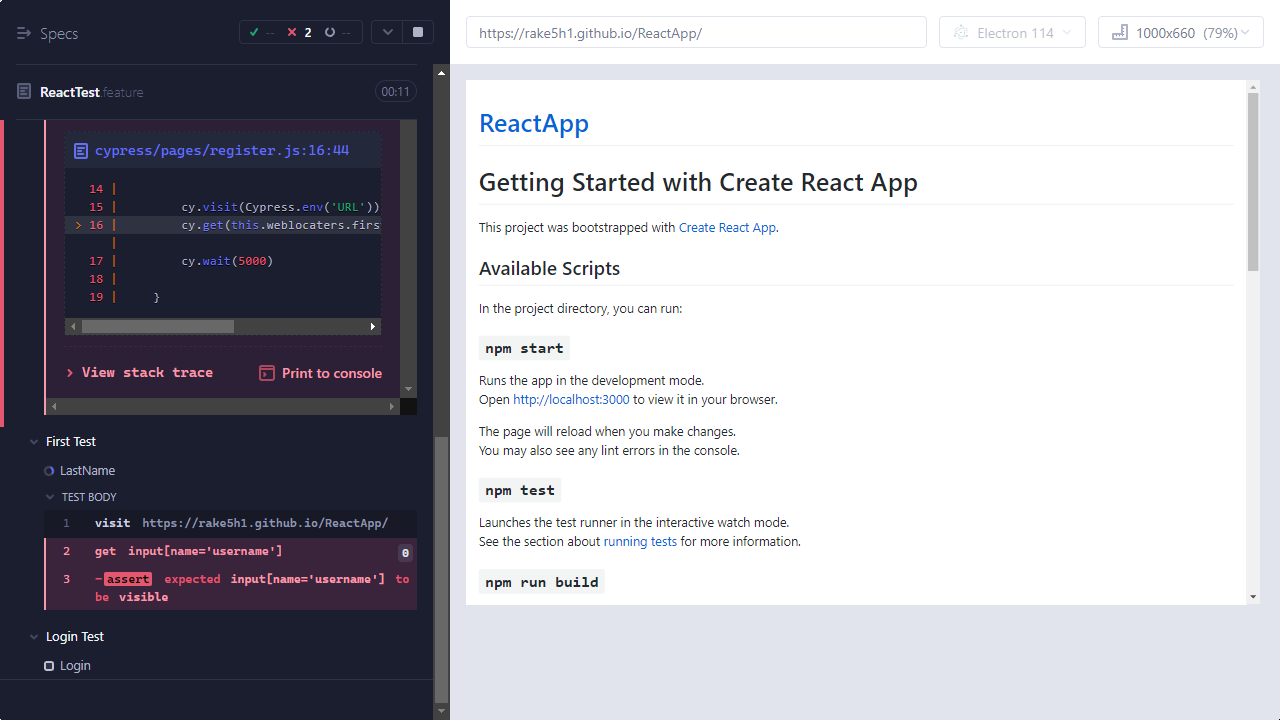 Specs
-- 2 --
ReactTest.feature
00:11
cypress/pages/register.js:16:44
14 |
15 | cy.visit(Cypress.env('URL'))
> 16 | cy.get(this.weblocaters.firs
|
17 | cy.wait(5000)
18 |
19 | }
View stack trace
Print to console
First Test
LastName
TEST BODY
1 visit https://rake5h1.github.io/ReactApp/
2 get input[name='username'] 0
3 -assert expected input[name='username'] to
be visible
Login Test
Login
https://rake5h1.github.io/ReactApp/
Electron 114
1000x660 (79%)
ReactApp
Getting Started with Create React App
This project was bootstrapped with Create React App.
Available Scripts
In the project directory, you can run:
npm start
Runs the app in the development mode.
Open http://localhost:3000 to view it in your browser.
The page will reload when you make changes.
You may also see any lint errors in the console.
npm test
Launches the test runner in the interactive watch mode.
See the section about running tests for more information.
npm run build